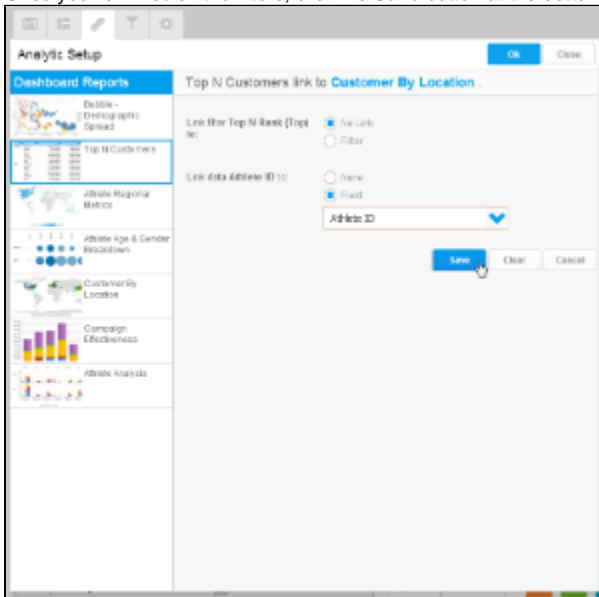 Analytic Setup
Ok
Close
Dashboard Reports
Top N Customers link to Customer By Location .
Bubble -
Demographic
Spread
Top N Customers
Athlete Regional
Metrics
Athlete Age & Gender
Breakdown
Customer By
Location
Campaign
Effectiveness
Athlete Analysis
Link filter Top N Rank (Top)
to:
No Link
Filter
Link data Athlete ID to:
None
Field
Athlete ID
Save
Clear
Cancel